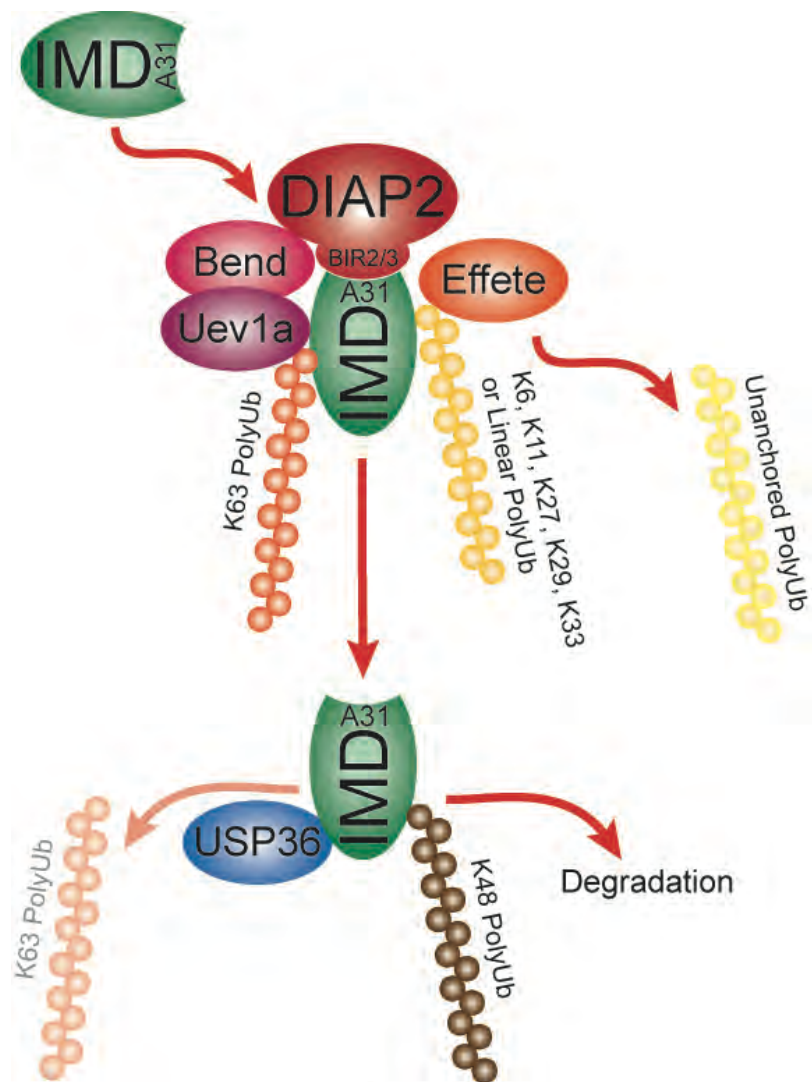 IMD
A31
DIAP2
BIR2/3
Bend
Uev1a
Effete
A31
IMD
K63 PolyUb
K6, K11, K27, K29, K33
or Linear PolyUb
Unanchored PolyUb
A31
IMD
USP36
K63 PolyUb
K48 PolyUb
Degradation